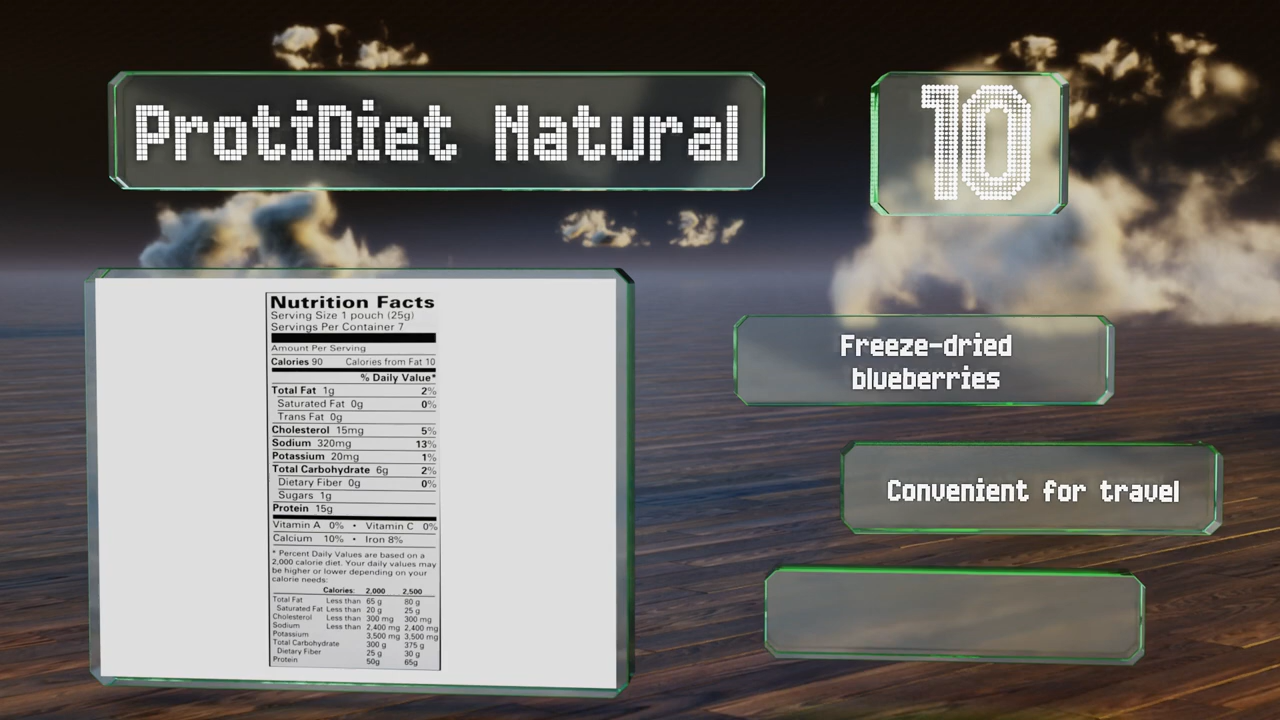 ProtiDiet Natural
10
Nutrition Facts
Serving Size 1 pouch (25g)
Servings Per Container 7
Amount Per Serving
Calories 90 Calories from Fat 10
% Daily Value*
Total Fat 1g 2%
Saturated Fat 0g 0%
Trans Fat 0g
Cholesterol 15mg 5%
Sodium 320mg 13%
Potassium 20mg 1%
Total Carbohydrate 6g 2%
Dietary Fiber 0g 0%
Sugars 1g
Protein 15g
Vitamin A 0% • Vitamin C 0%
Calcium 10% • Iron 8%
* Percent Daily Values are based on a
2,000 calorie diet. Your daily values may
be higher or lower depending on your
calorie needs:
Calories: 2,000 2,500
Total Fat Less than 65 g 80 g
Saturated Fat Less than 20 g 25 g
Cholesterol Less than 300 mg 300 mg
Sodium Less than 2,400 mg 2,400 mg
Potassium 3,500 mg 3,500 mg
Total Carbohydrate 300 g 375 g
Dietary Fiber 25 g 30 g
Protein 50g 65g
Freeze-dried
blueberries
Convenient for travel